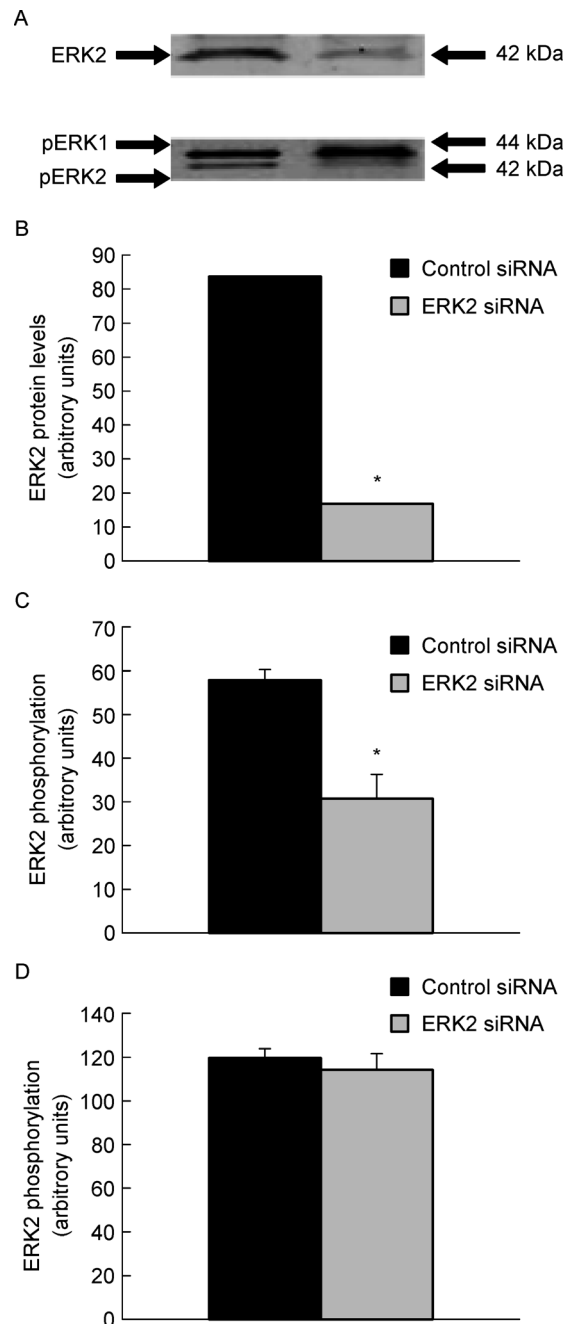 A
ERK2
42 kDa
pERK1
44 kDa
pERK2
42 kDa
B
90
80
70
60
50
40
30
20
10
0
ERK2 protein levels
(arbitrory units)
Control siRNA
ERK2 siRNA
*
C
70
60
50
40
30
20
10
0
ERK2 phosphorylation
(arbitrory units)
Control siRNA
ERK2 siRNA
*
D
140
120
100
80
60
40
20
0
ERK2 phosphorylation
(arbitrory units)
Control siRNA
ERK2 siRNA